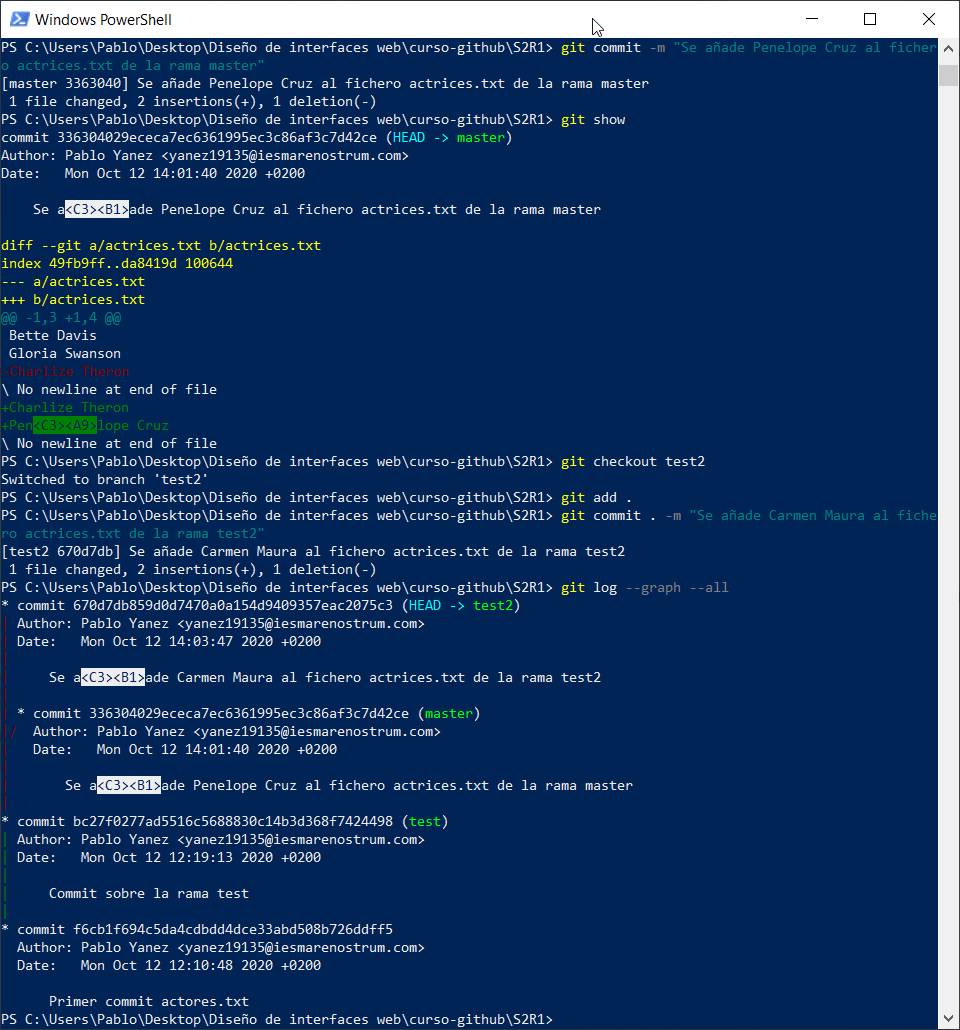 Windows PowerShell
PS C:\Users\Pablo\Desktop\Diseño de interfaces web\curso-github\S2R1> git commit -m "Se añade Penelope Cruz al ficher
o actrices.txt de la rama master"
[master 3363040] Se añade Penelope Cruz al fichero actrices.txt de la rama master
 1 file changed, 2 insertions(+), 1 deletion(-)
PS C:\Users\Pablo\Desktop\Diseño de interfaces web\curso-github\S2R1> git show
commit 336304029ececa7ec6361995ec3c86af3c7d42ce (HEAD -> master)
Author: Pablo Yanez <yanez19135@iesmarenostrum.com>
Date:   Mon Oct 12 14:01:40 2020 +0200

    Se a<C3><B1>ade Penelope Cruz al fichero actrices.txt de la rama master

diff --git a/actrices.txt b/actrices.txt
index 49fb9ff..da8419d 100644
--- a/actrices.txt
+++ b/actrices.txt
@@ -1,3 +1,4 @@
 Bette Davis
 Gloria Swanson
-Charlize Theron
\ No newline at end of file
+Charlize Theron
+Pen<C3><A9>lope Cruz
\ No newline at end of file
PS C:\Users\Pablo\Desktop\Diseño de interfaces web\curso-github\S2R1> git checkout test2
Switched to branch 'test2'
PS C:\Users\Pablo\Desktop\Diseño de interfaces web\curso-github\S2R1> git add .
PS C:\Users\Pablo\Desktop\Diseño de interfaces web\curso-github\S2R1> git commit . -m "Se añade Carmen Maura al fiche
ro actrices.txt de la rama test2"
[test2 670d7db] Se añade Carmen Maura al fichero actrices.txt de la rama test2
 1 file changed, 2 insertions(+), 1 deletion(-)
PS C:\Users\Pablo\Desktop\Diseño de interfaces web\curso-github\S2R1> git log --graph --all
* commit 670d7db859d0d7470a0a154d9409357eac2075c3 (HEAD -> test2)
| Author: Pablo Yanez <yanez19135@iesmarenostrum.com>
| Date:   Mon Oct 12 14:03:47 2020 +0200
|
|     Se a<C3><B1>ade Carmen Maura al fichero actrices.txt de la rama test2
|
| * commit 336304029ececa7ec6361995ec3c86af3c7d42ce (master)
|/  Author: Pablo Yanez <yanez19135@iesmarenostrum.com>
|   Date:   Mon Oct 12 14:01:40 2020 +0200
|
|       Se a<C3><B1>ade Penelope Cruz al fichero actrices.txt de la rama master
|
* commit bc27f0277ad5516c5688830c14b3d368f7424498 (test)
| Author: Pablo Yanez <yanez19135@iesmarenostrum.com>
| Date:   Mon Oct 12 12:19:13 2020 +0200
|
|     Commit sobre la rama test
|
* commit f6cb1f694c5da4cdbdd4dce33abd508b726ddff5
  Author: Pablo Yanez <yanez19135@iesmarenostrum.com>
  Date:   Mon Oct 12 12:10:48 2020 +0200

      Primer commit actores.txt
PS C:\Users\Pablo\Desktop\Diseño de interfaces web\curso-github\S2R1>